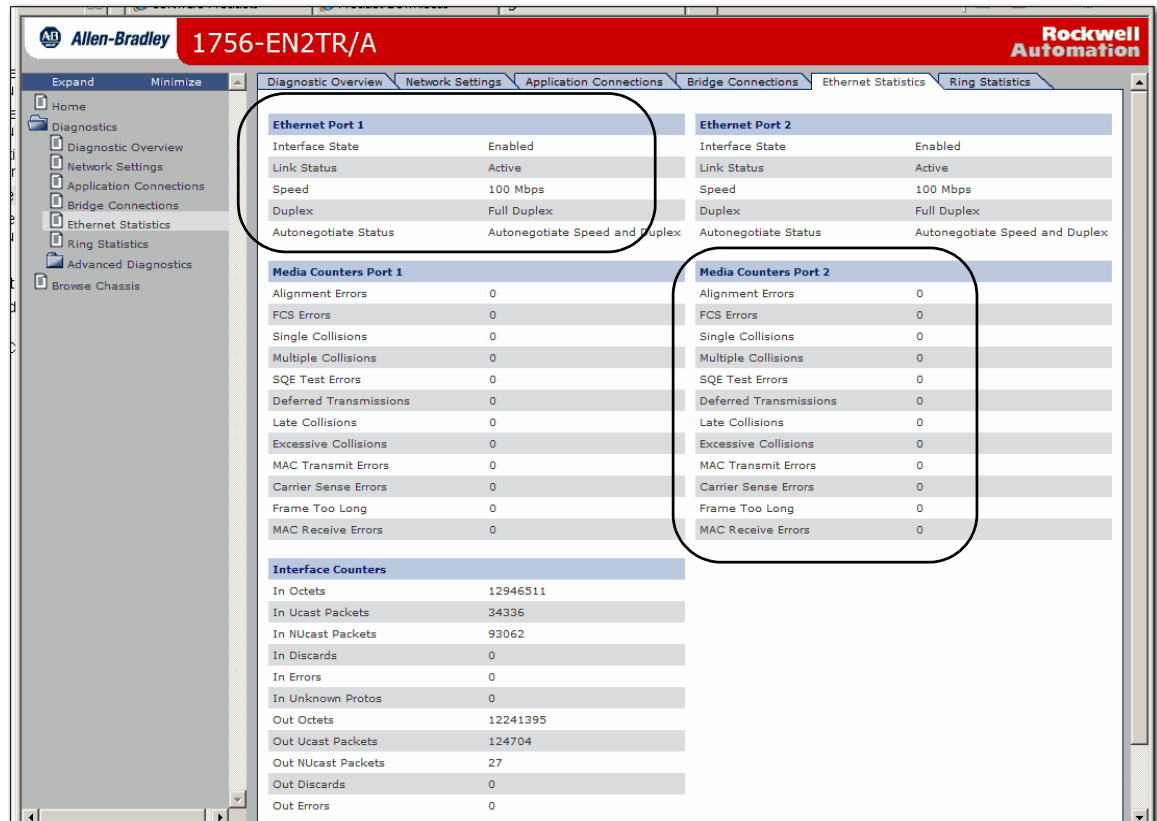 Allen-Bradley 1756-EN2TR/A Rockwell Automation
Expand Minimize
Home
Diagnostics
Diagnostic Overview
Network Settings
Application Connections
Bridge Connections
Ethernet Statistics
Ring Statistics
Advanced Diagnostics
Browse Chassis
Diagnostic Overview Network Settings Application Connections Bridge Connections Ethernet Statistics Ring Statistics
Ethernet Port 1 Ethernet Port 2
Interface State Enabled Interface State Enabled
Link Status Active Link Status Active
Speed 100 Mbps Speed 100 Mbps
Duplex Full Duplex Duplex Full Duplex
Autonegotiate Status Autonegotiate Speed and Duplex Autonegotiate Status Autonegotiate Speed and Duplex
Media Counters Port 1 Media Counters Port 2
Alignment Errors 0 Alignment Errors 0
FCS Errors 0 FCS Errors 0
Single Collisions 0 Single Collisions 0
Multiple Collisions 0 Multiple Collisions 0
SQE Test Errors 0 SQE Test Errors 0
Deferred Transmissions 0 Deferred Transmissions 0
Late Collisions 0 Late Collisions 0
Excessive Collisions 0 Excessive Collisions 0
MAC Transmit Errors 0 MAC Transmit Errors 0
Carrier Sense Errors 0 Carrier Sense Errors 0
Frame Too Long 0 Frame Too Long 0
MAC Receive Errors 0 MAC Receive Errors 0
Interface Counters
In Octets 12946511
In Ucast Packets 34336
In NUcast Packets 93062
In Discards 0
In Errors 0
In Unknown Protos 0
Out Octets 12241395
Out Ucast Packets 124704
Out NUcast Packets 27
Out Discards 0
Out Errors 0